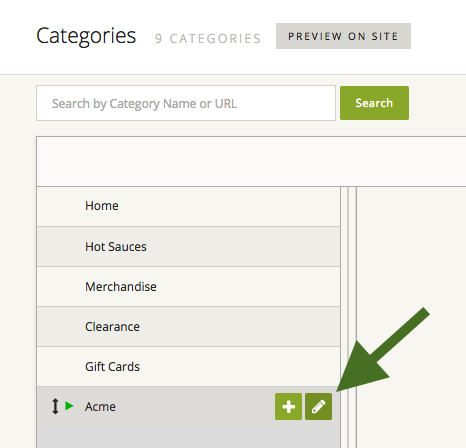 Categories 9 CATEGORIES PREVIEW ON SITE
Search by Category Name or URL Search
Home
Hot Sauces
Merchandise
Clearance
Gift Cards
Acme